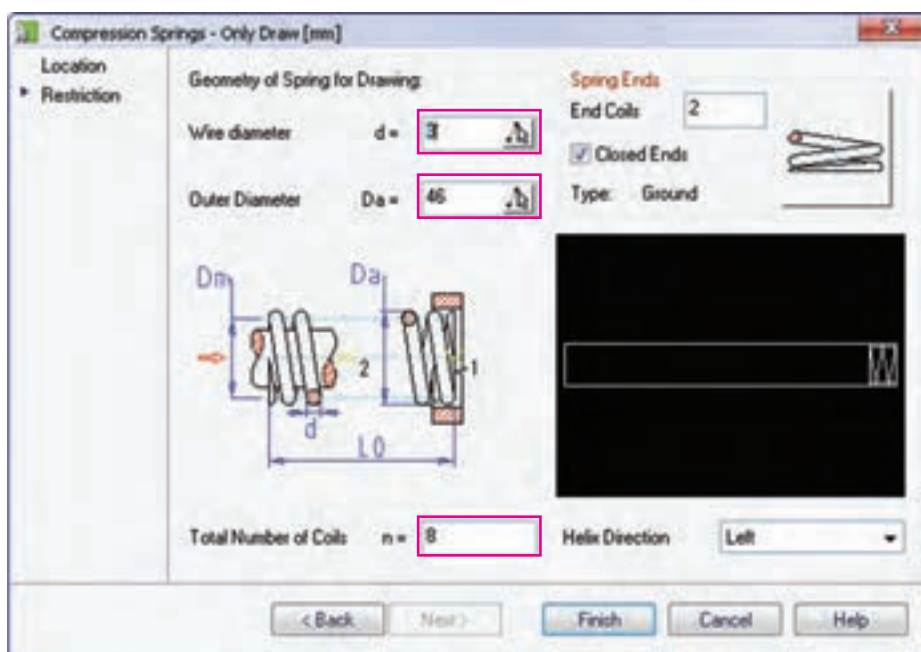 Compression Springs - Only Draw [mm]
Location
Restriction
Geometry of Spring for Drawing:
Wire diameter d = 3
Outer Diameter Da = 46
Spring Ends
End Coils 2
Closed Ends
Type: Ground
Dm
Da
2
1
d
L0
Total Number of Coils n = 8
Helix Direction Left
< Back
Next >
Finish
Cancel
Help